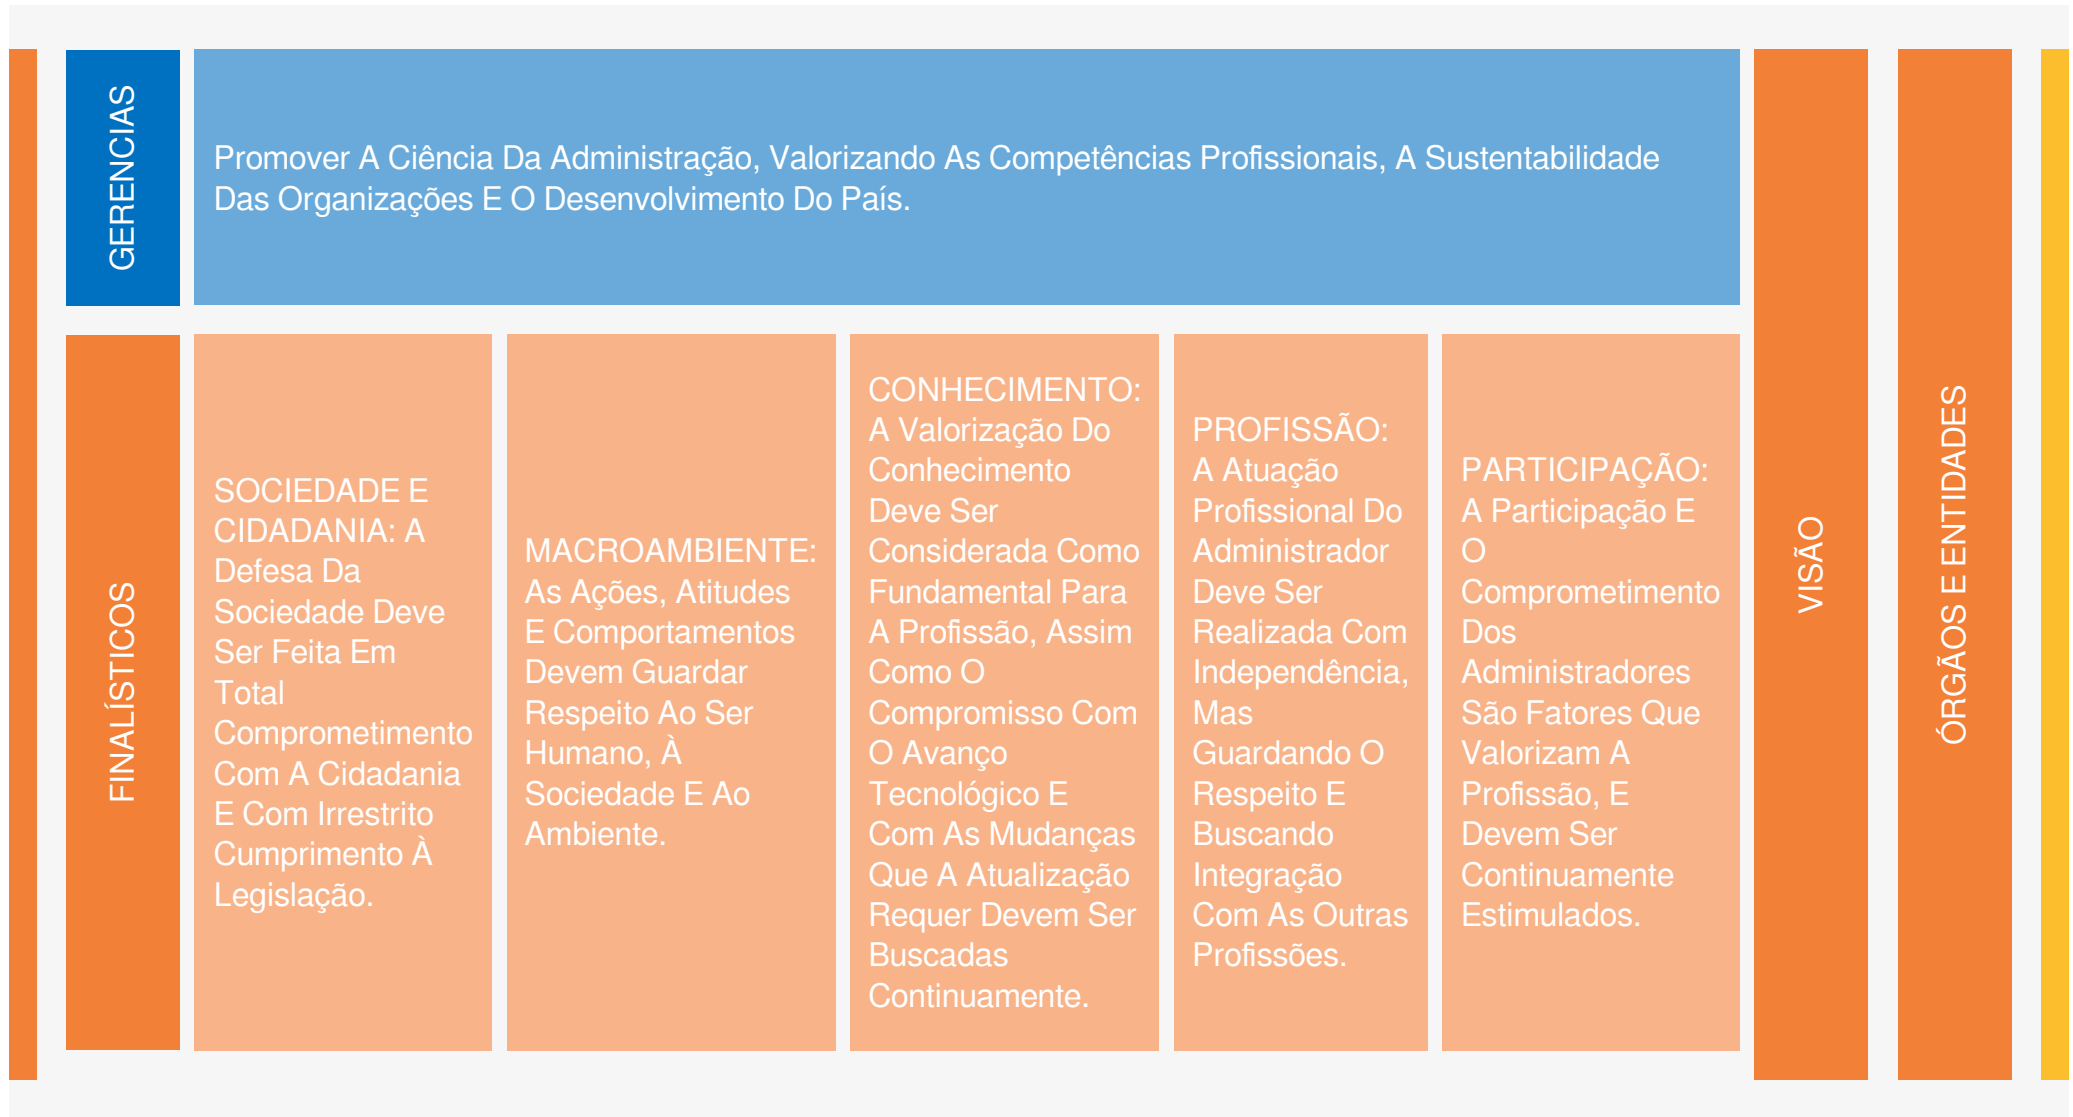 GERENCIAS
Promover A Ciência Da Administração, Valorizando As Competências Profissionais, A Sustentabilidade
Das Organizações E O Desenvolvimento Do País.
FINALÍSTICOS
SOCIEDADE E
CIDADANIA: A
Defesa Da
Sociedade Deve
Ser Feita Em
Total
Comprometimento
Com A Cidadania
E Com Irrestrito
Cumprimento À
Legislação.
MACROAMBIENTE:
As Ações, Atitudes
E Comportamentos
Devem Guardar
Respeito Ao Ser
Humano, À
Sociedade E Ao
Ambiente.
CONHECIMENTO:
A Valorização Do
Conhecimento
Deve Ser
Considerada Como
Fundamental Para
A Profissão, Assim
Como O
Compromisso Com
O Avanço
Tecnológico E
Com As Mudanças
Que A Atualização
Requer Devem Ser
Buscadas
Continuamente.
PROFISSÃO:
A Atuação
Profissional Do
Administrador
Deve Ser
Realizada Com
Independência,
Mas
Guardando O
Respeito E
Buscando
Integração
Com As Outras
Profissões.
PARTICIPAÇÃO:
A Participação E
O
Comprometimento
Dos
Administradores
São Fatores Que
Valorizam A
Profissão, E
Devem Ser
Continuamente
Estimulados.
VISÃO
ÓRGÃOS E ENTIDADES